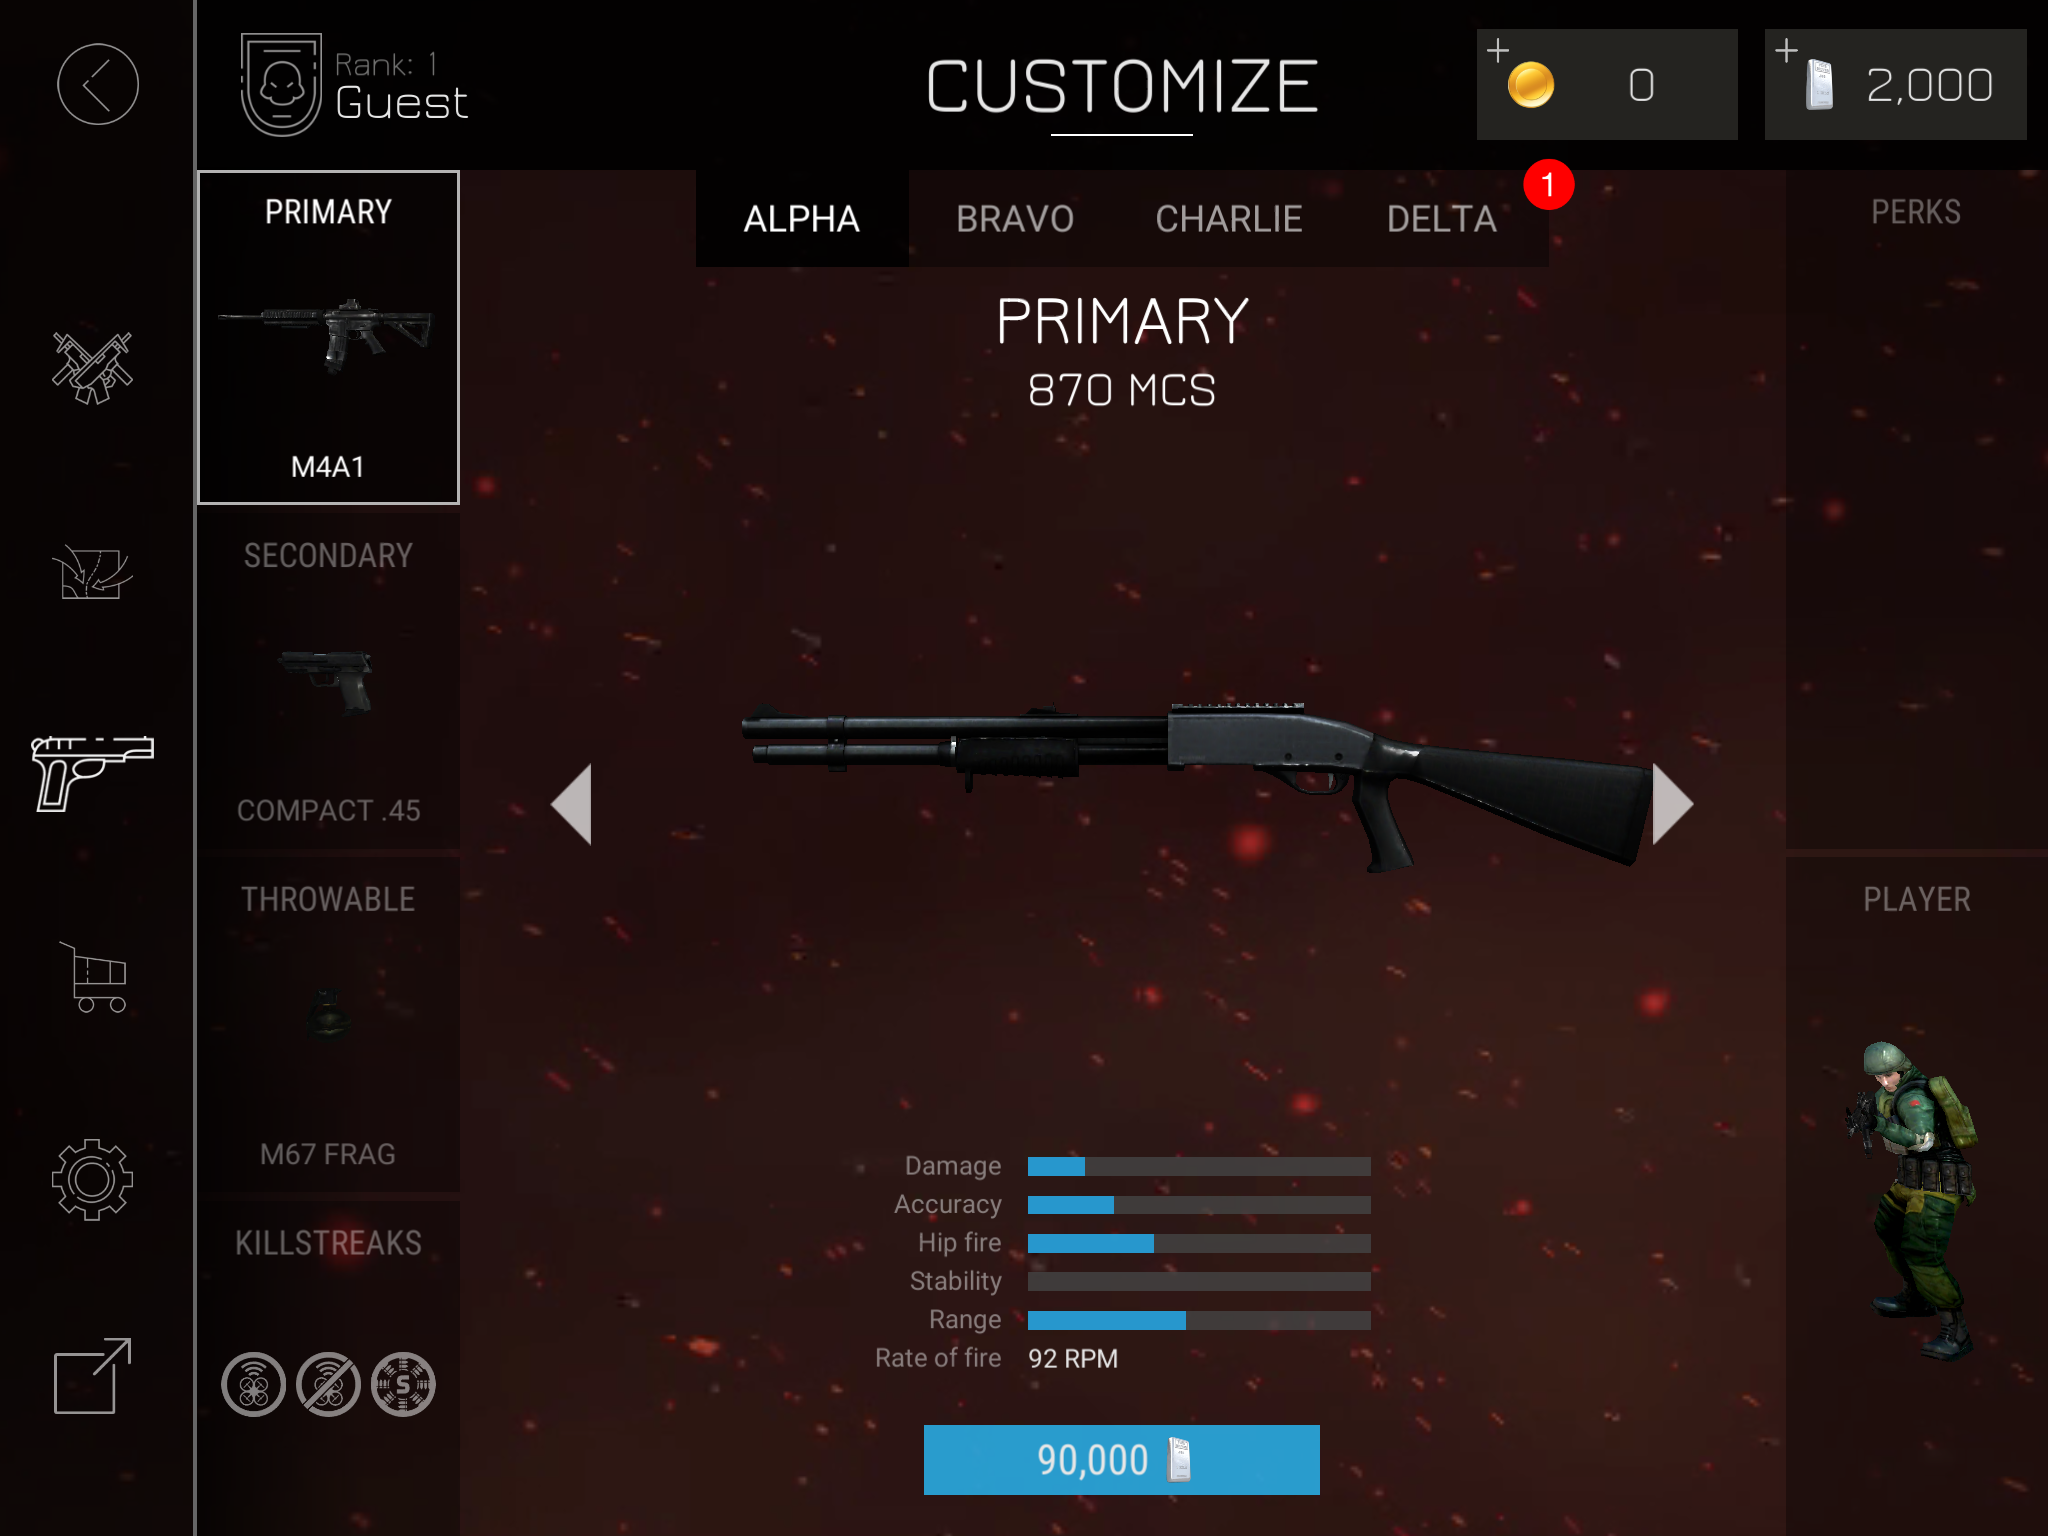 Rank: 1
Guest
CUSTOMIZE
0
2,000
PRIMARY
M4A1
SECONDARY
COMPACT .45
THROWABLE
M67 FRAG
KILLSTREAKS
S
ALPHA
BRAVO
CHARLIE
DELTA
1
PRIMARY
870 MCS
Damage
Accuracy
Hip fire
Stability
Range
Rate of fire
92 RPM
90,000
PERKS
PLAYER